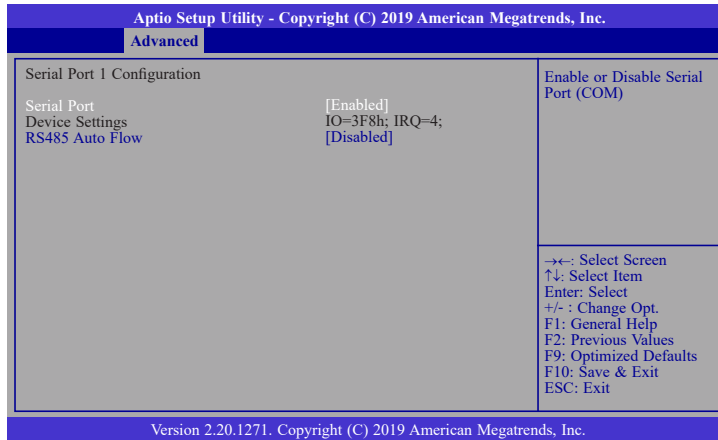 Aptio Setup Utility - Copyright (C) 2019 American Megatrends, Inc.
Advanced
Serial Port 1 Configuration
Serial Port [Enabled]
Device Settings IO=3F8h; IRQ=4;
RS485 Auto Flow [Disabled]
Enable or Disable Serial
Port (COM)
→←: Select Screen
↑↓: Select Item
Enter: Select
+/- : Change Opt.
F1: General Help
F2: Previous Values
F9: Optimized Defaults
F10: Save & Exit
ESC: Exit
Version 2.20.1271. Copyright (C) 2019 American Megatrends, Inc.